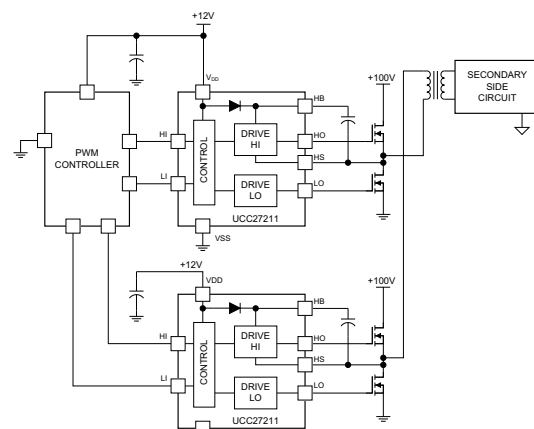 +12V
VDD
HB
+100V
SECONDARY
SIDE
CIRCUIT
PWM
CONTROLLER
HI
CONTROL
DRIVE
HI
HO
HS
LI
DRIVE
LO
LO
UCC27211
VSS
+12V
VDD
HB
+100V
HI
CONTROL
DRIVE
HI
HO
HS
LI
DRIVE
LO
LO
UCC27211